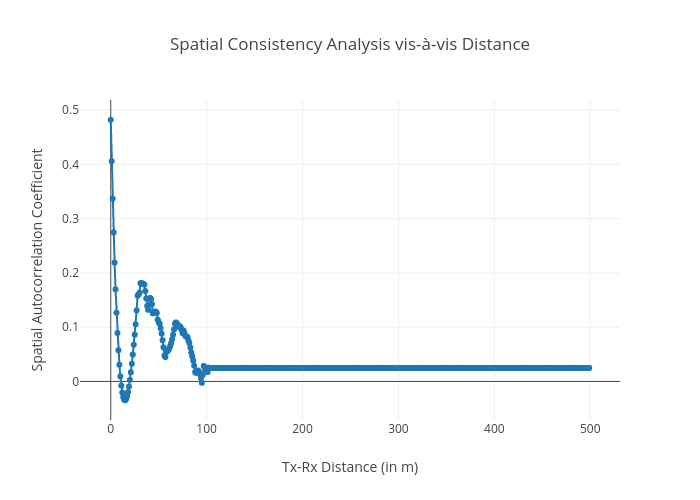 Spatial Consistency Analysis vis-à-vis Distance
Spatial Autocorrelation Coefficient
0.5
0.4
0.3
0.2
0.1
0
0 100 200 300 400 500
Tx-Rx Distance (in m)